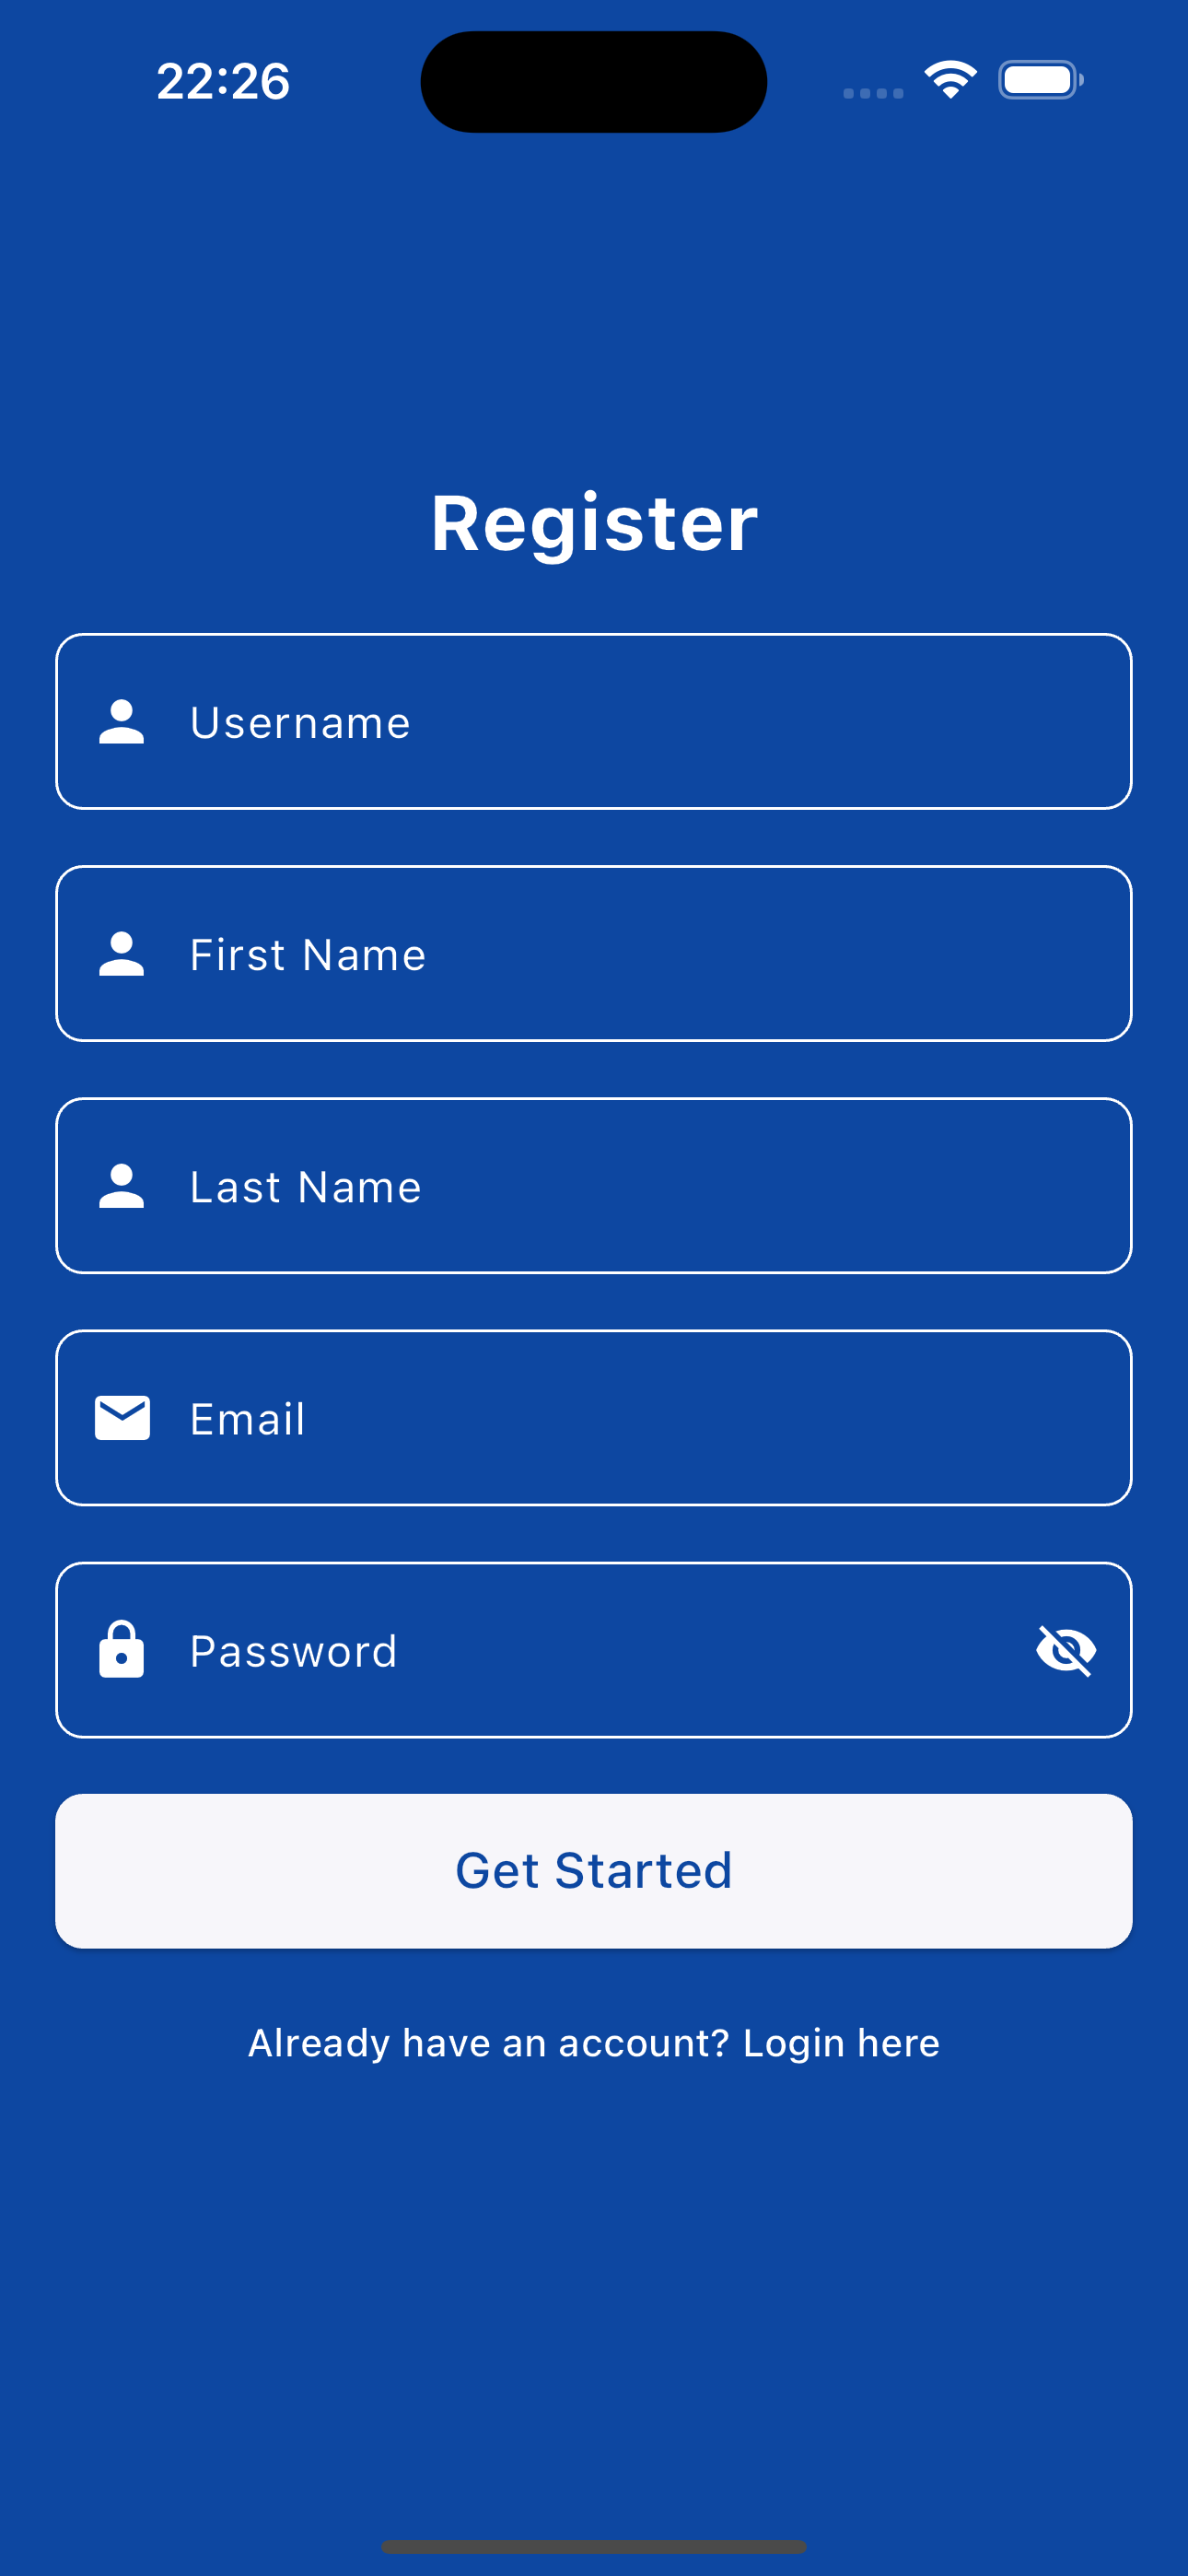 22:26
Register
Username
First Name
Last Name
Email
Password
Get Started
Already have an account? Login here